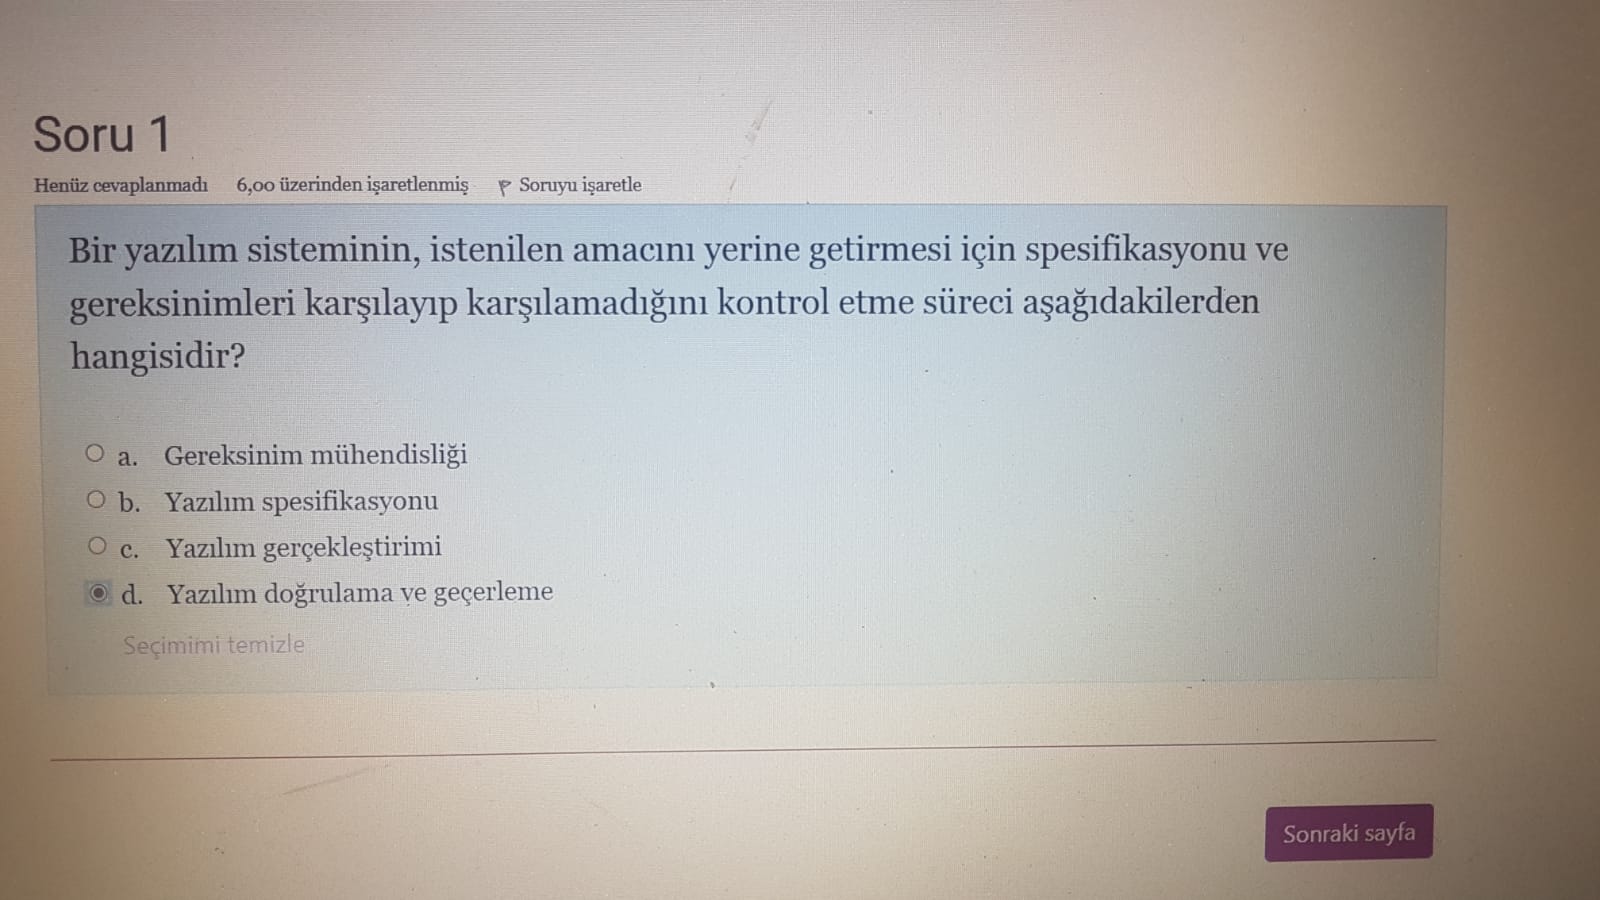 Soru 1
Henüz cevaplanmadı 6,00 üzerinden işaretlenmiş Soruyu işaretle
Bir yazılım sisteminin, istenilen amacını yerine getirmesi için spesifikasyonu ve
gereksinimleri karşılayıp karşılamadığını kontrol etme süreci aşağıdakilerden
hangisidir?
a. Gereksinim mühendisliği
b. Yazılım spesifikasyonu
c. Yazılım gerçekleştirimi
d. Yazılım doğrulama ve geçerleme
Seçimimi temizle
Sonraki sayfa